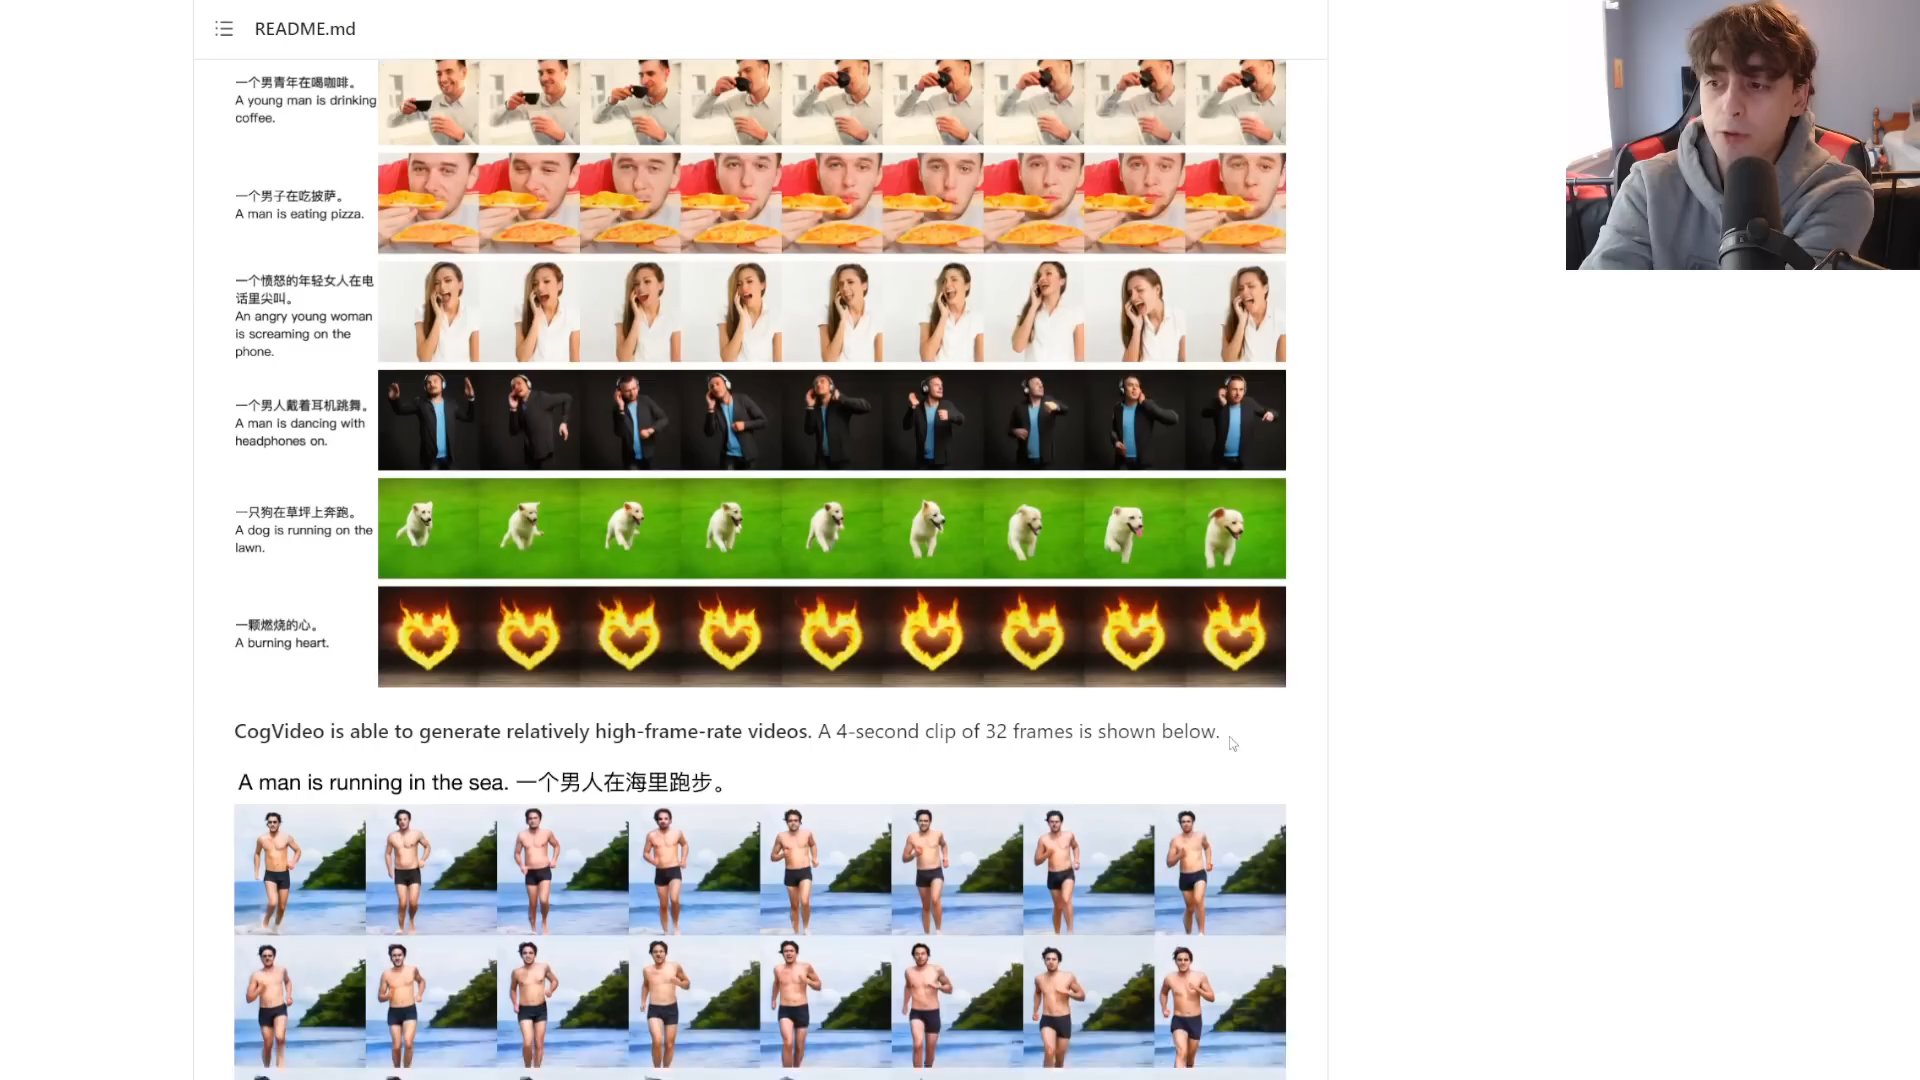 README.md
一个男青年在喝咖啡。
A young man is drinking
coffee.
一个男子在吃披萨。
A man is eating pizza.
一个愤怒的年轻女人在电
话里尖叫。
An angry young woman
is screaming on the
phone.
一个男人戴着耳机跳舞。
A man is dancing with
headphones on.
一只狗在草坪上奔跑。
A dog is running on the
lawn.
一颗燃烧的心。
A burning heart.
CogVideo is able to generate relatively high-frame-rate videos. A 4-second clip of 32 frames is shown below.
A man is running in the sea. 一个男人在海里跑步。